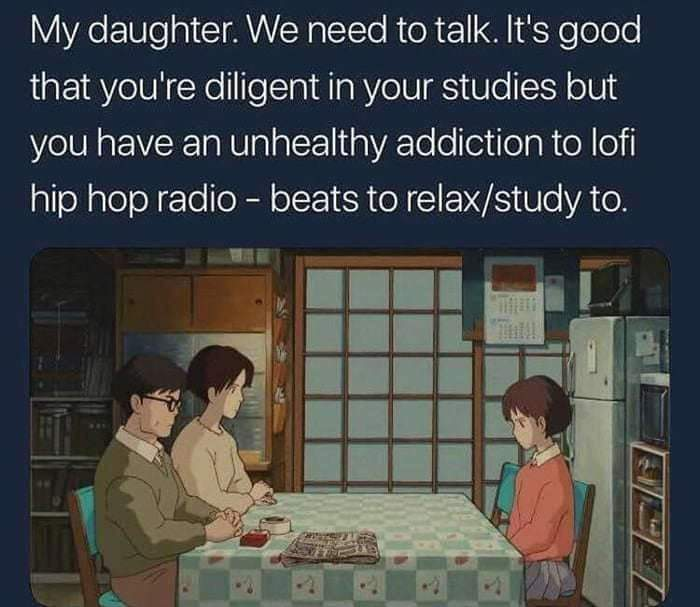 My daughter. We need to talk. It's good
that you're diligent in your studies but
you have an unhealthy addiction to lofi
hip hop radio - beats to relax/study to.